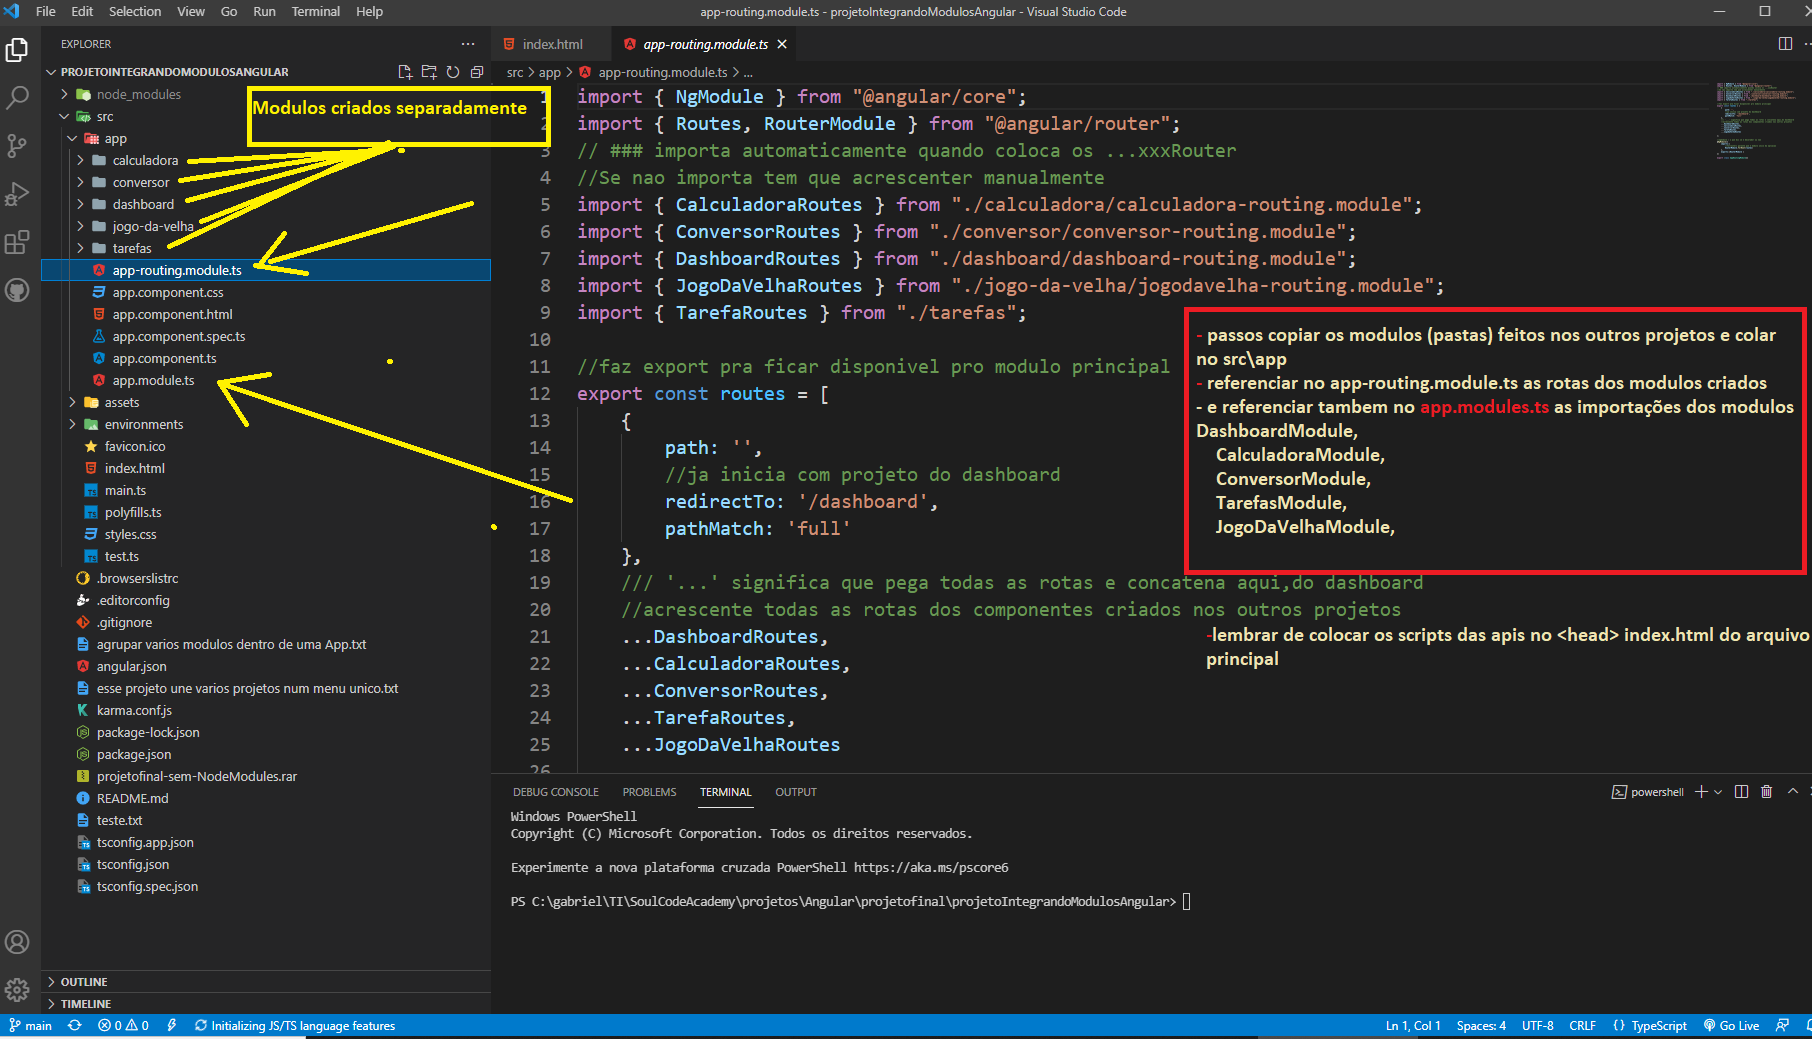 File Edit Selection View Go Run Terminal Help
app-routing.module.ts - projetoIntegrandoModulosAngular - Visual Studio Code
EXPLORER
PROJETOINTEGRANDOMODULOSANGULAR
node_modules
src
app
calculadora
conversor
dashboard
jogo-da-velha
tarefas
app-routing.module.ts
app.component.css
app.component.html
app.component.spec.ts
app.component.ts
app.module.ts
assets
environments
favicon.ico
index.html
main.ts
polyfills.ts
styles.css
test.ts
.browserslistrc
.editorconfig
.gitignore
agrupar varios modulos dentro de uma App.txt
angular.json
esse projeto une varios projetos num menu unico.txt
karma.conf.js
package-lock.json
package.json
projetofinal-sem-NodeModules.rar
README.md
teste.txt
tsconfig.app.json
tsconfig.json
tsconfig.spec.json
OUTLINE
TIMELINE
Modulos criados separadamente
index.html
app-routing.module.ts
src > app > app-routing.module.ts > ...
1 import { NgModule } from "@angular/core";
2 import { Routes, RouterModule } from "@angular/router";
3 // ### importa automaticamente quando coloca os ...xxxRouter
4 //Se nao importa tem que acrescenter manualmente
5 import { CalculadoraRoutes } from "./calculadora/calculadora-routing.module";
6 import { ConversorRoutes } from "./conversor/conversor-routing.module";
7 import { DashboardRoutes } from "./dashboard/dashboard-routing.module";
8 import { JogoDaVelhaRoutes } from "./jogo-da-velha/jogodavelha-routing.module";
9 import { TarefaRoutes } from "./tarefas";
10
11 //faz export pra ficar disponivel pro modulo principal
12 export const routes = [
13 {
14 path: '',
15 //ja inicia com projeto do dashboard
16 redirectTo: '/dashboard',
17 pathMatch: 'full'
18 },
19 /// '...' significa que pega todas as rotas e concatena aqui,do dashboard
20 //acrescente todas as rotas dos componentes criados nos outros projetos
21 ...DashboardRoutes,
22 ...CalculadoraRoutes,
23 ...ConversorRoutes,
24 ...TarefaRoutes,
25 ...JogoDaVelhaRoutes
26
- passos copiar os modulos (pastas) feitos nos outros projetos e colar
no src\app
- referenciar no app-routing.module.ts as rotas dos modulos criados
- e referenciar tambem no app.modules.ts as importações dos modulos
DashboardModule,
CalculadoraModule,
ConversorModule,
TarefasModule,
JogoDaVelhaModule,
-lembrar de colocar os scripts das apis no <head> index.html do arquivo
principal
DEBUG CONSOLE PROBLEMS TERMINAL OUTPUT
powershell
Windows PowerShell
Copyright (C) Microsoft Corporation. Todos os direitos reservados.
Experimente a nova plataforma cruzada PowerShell https://aka.ms/pscore6
PS C:\gabriel\TI\SoulCodeAcademy\projetos\Angular\projetofinal\projetoIntegrandoModulosAngular>
main 0 0 Initializing JS/TS language features
Ln 1, Col 1 Spaces: 4 UTF-8 CRLF {} TypeScript Go Live